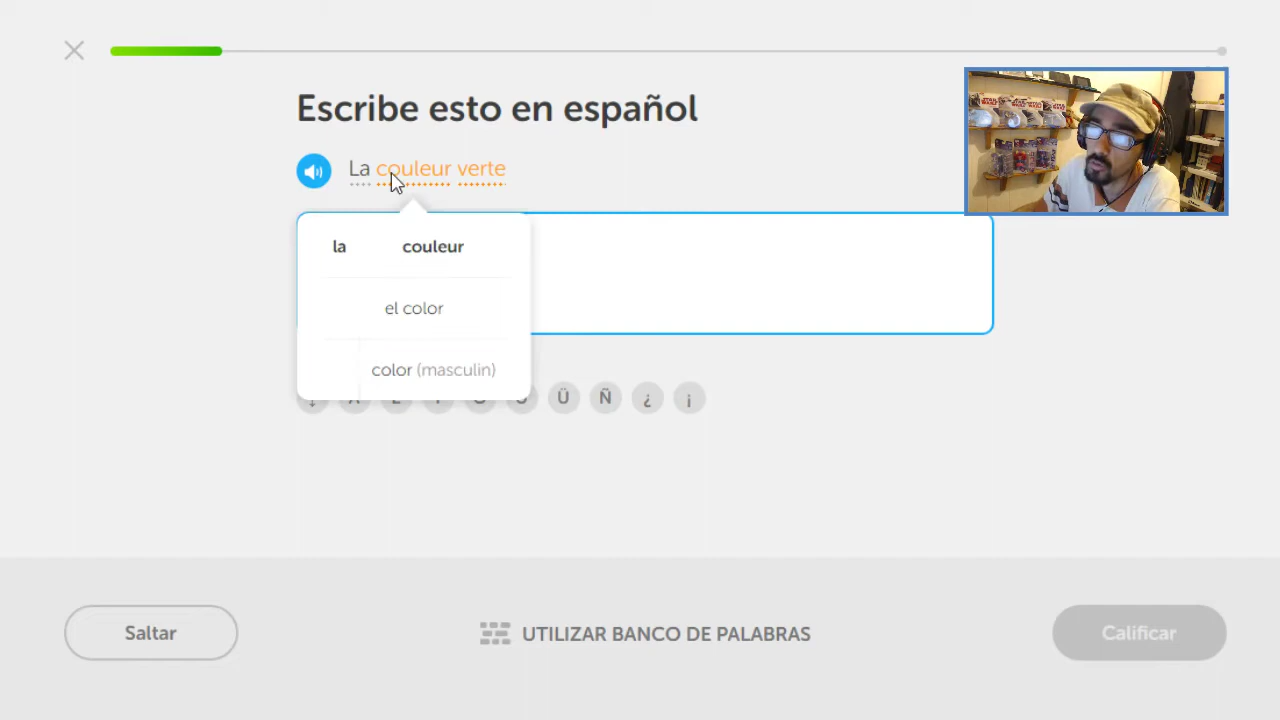 Escribe esto en español
La couleur verte
la couleur
el color
color (masculin)
Ü Ñ ¿ ¡
Saltar
UTILIZAR BANCO DE PALABRAS
Calificar